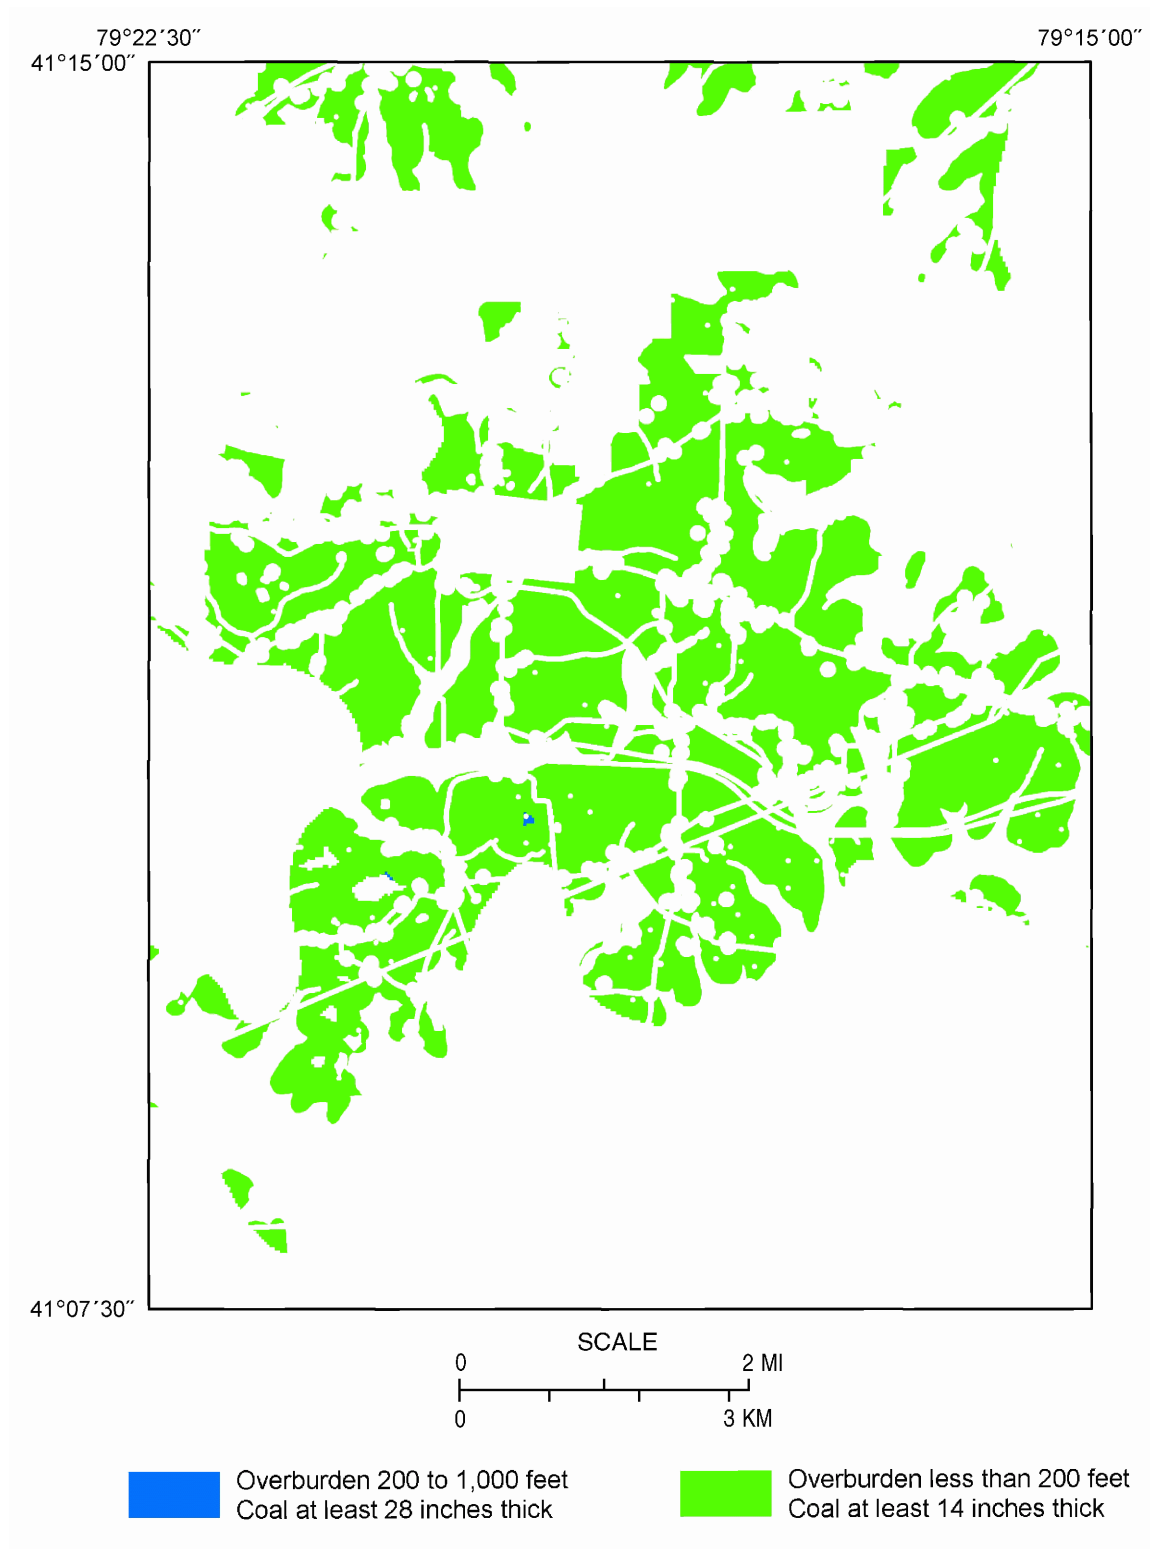 79°22´30˝ 79°15´00˝
41°15´00˝
41°07´30˝
SCALE
0 2 MI
0 3 KM
Overburden 200 to 1,000 feet
Coal at least 28 inches thick
Overburden less than 200 feet
Coal at least 14 inches thick